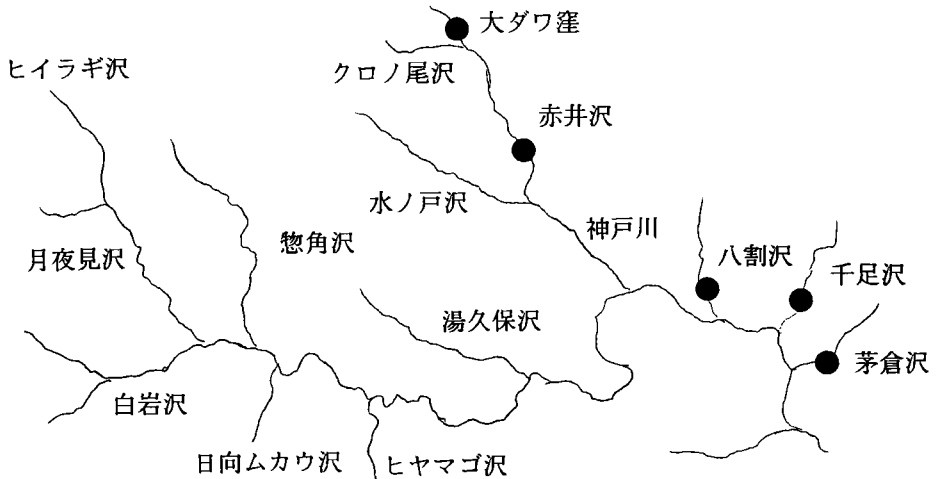 大ダワ窪
クロノ尾沢
ヒイラギ沢
赤井沢
水ノ戸沢
神戸川
惣角沢
八割沢
月夜見沢
千足沢
湯久保沢
茅倉沢
白岩沢
日向ムカウ沢
ヒヤマゴ沢